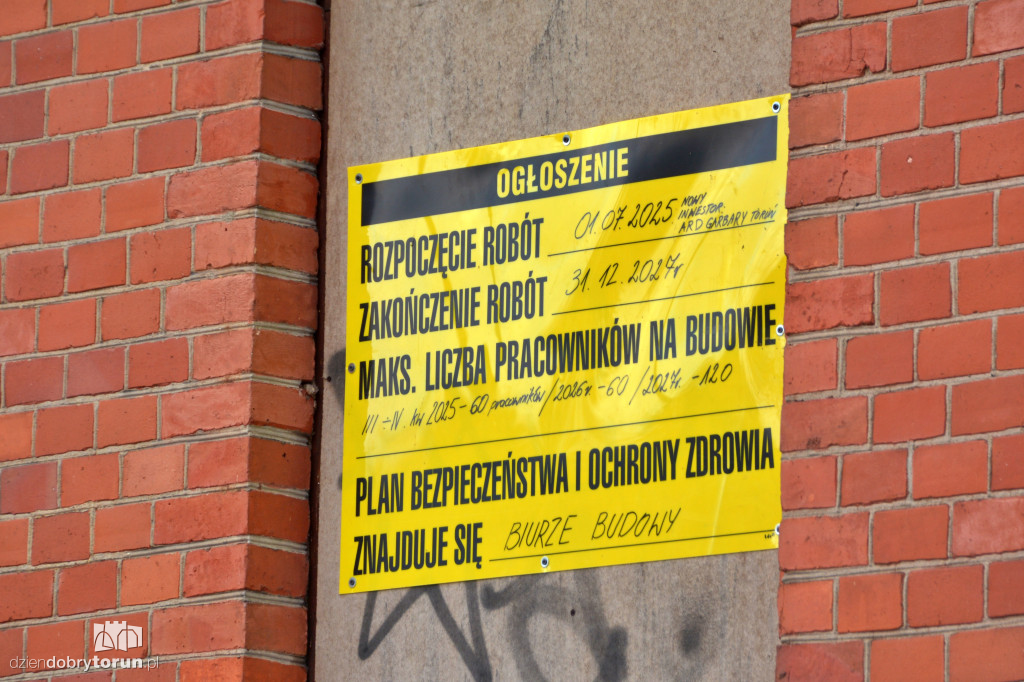 OGŁOSZENIE
ROZPOCZĘCIE ROBÓT 01.07.2025 NOWY
INWESTOR:
ARD GARBARY TORUŃ
ZAKOŃCZENIE ROBÓT 31.12.2027r
MAKS. LICZBA PRACOWNIKÓW NA BUDOWIE
III ÷ IV. kw 2025 - 60 pracowników / 2026r. - 60 / 2027r. - 120
PLAN BEZPIECZEŃSTWA I OCHRONY ZDROWIA
ZNAJDUJE SIĘ BIURZE BUDOWY
dziendobrytorun.pl